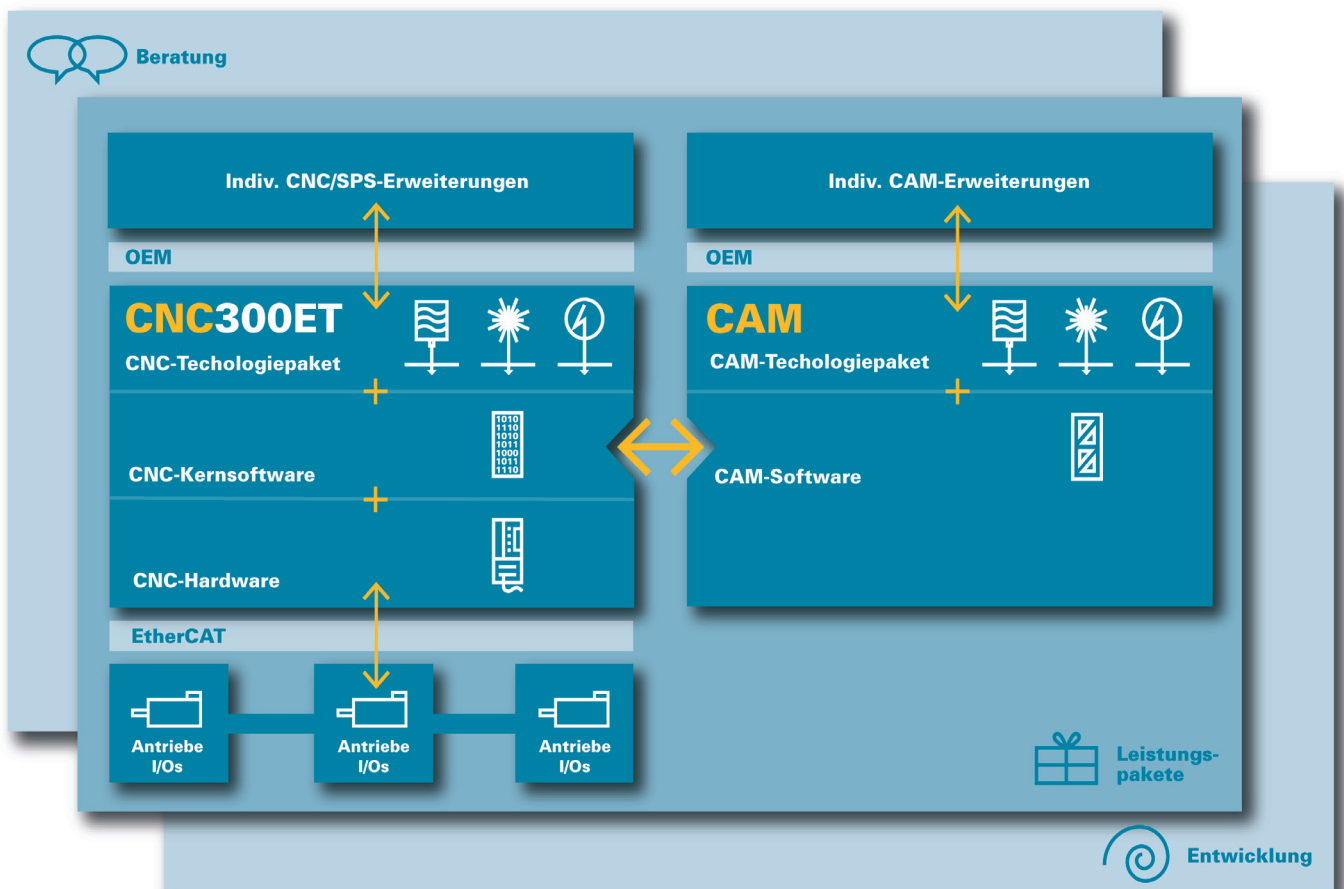 Beratung
Indiv. CNC/SPS-Erweiterungen
OEM
CNC300ET
CNC-Techologiepaket
CNC-Kernsoftware
1010
1110
1010
1011
1000
1011
1110
CNC-Hardware
EtherCAT
Antriebe
I/Os
Antriebe
I/Os
Antriebe
I/Os
Indiv. CAM-Erweiterungen
OEM
CAM
CAM-Techologiepaket
CAM-Software
Leistungs-
pakete
Entwicklung